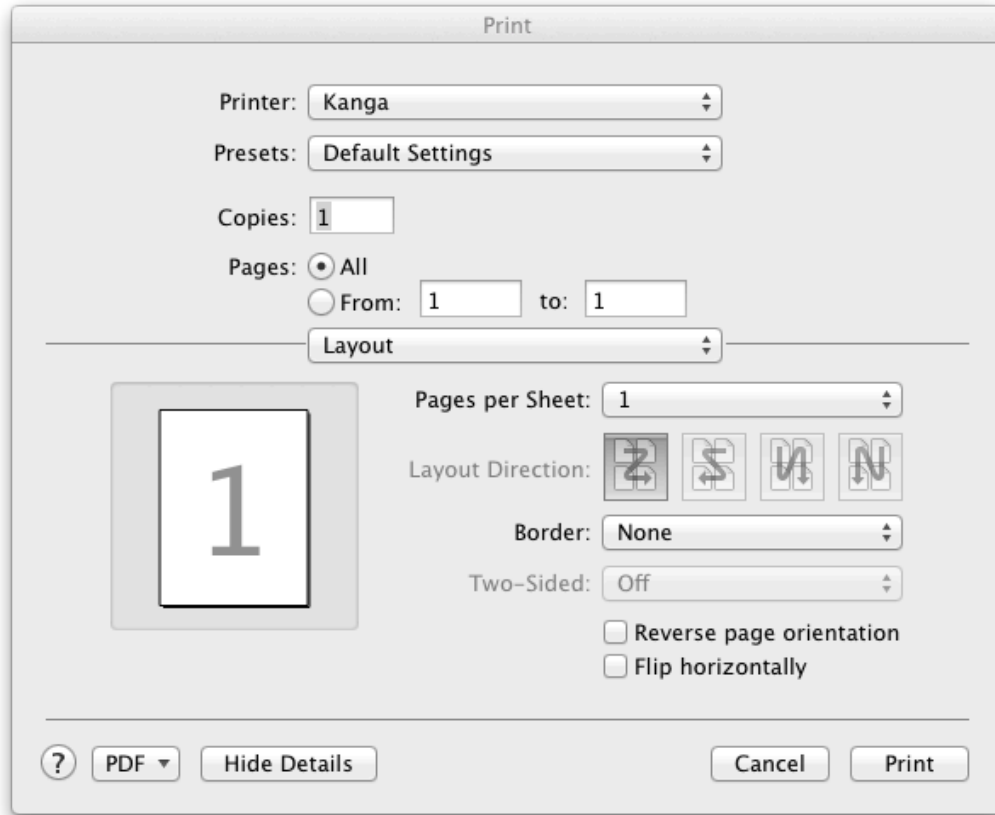 Print
Printer: Kanga
Presets: Default Settings
Copies: 1
Pages: All
From: 1 to: 1
Layout
1
Pages per Sheet: 1
Layout Direction:
Border: None
Two-Sided: Off
Reverse page orientation
Flip horizontally
? PDF Hide Details Cancel Print